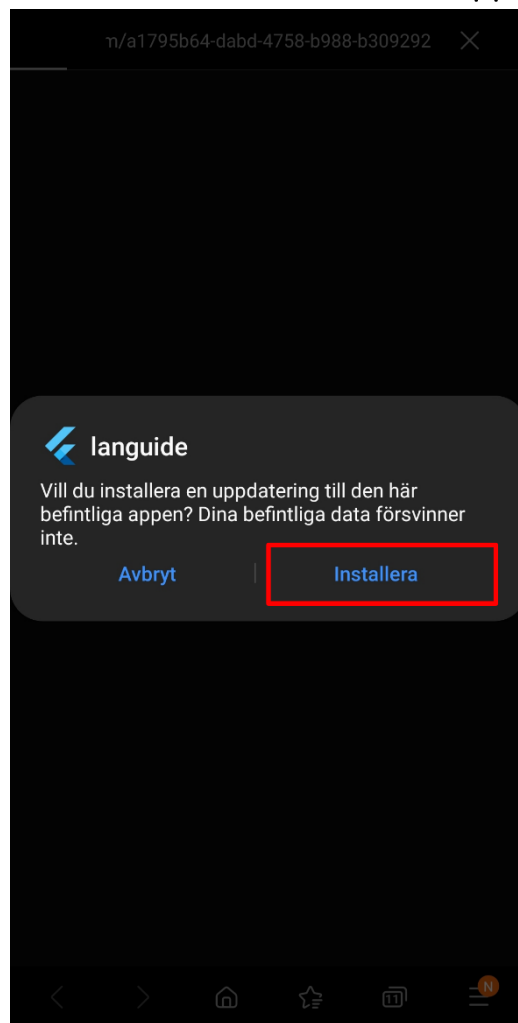 m/a1795b64-dabd-4758-b988-b309292
languide
Vill du installera en uppdatering till den här
befintliga appen? Dina befintliga data försvinner
inte.
Avbryt
Installera
11
N